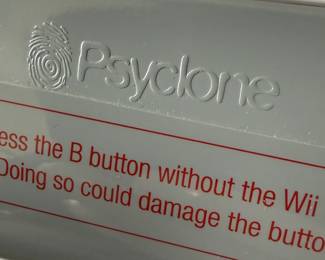 Psyclone
ess the B button without the Wii
Doing so could damage the butto